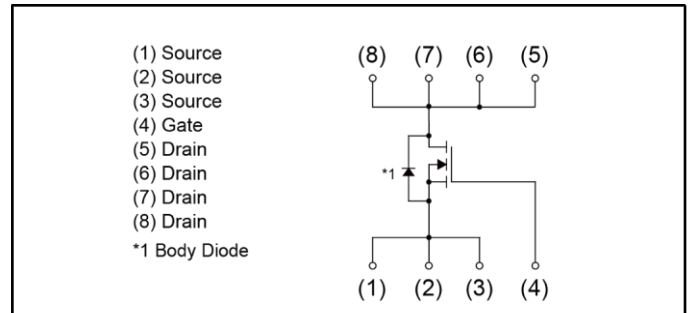 (1) Source
(2) Source
(3) Source
(4) Gate
(5) Drain
(6) Drain
(7) Drain
(8) Drain
*1 Body Diode
(8) (7) (6) (5)
*1
(1) (2) (3) (4)